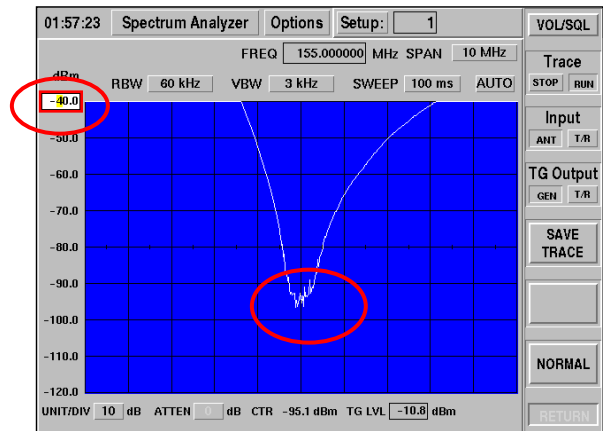 01:57:23 Spectrum Analyzer Options Setup: 1
FREQ 155.000000 MHz SPAN 10 MHz
dBm RBW 60 kHz VBW 3 kHz SWEEP 100 ms AUTO
-40.0
-50.0
-60.0
-70.0
-80.0
-90.0
-100.0
-110.0
-120.0
UNIT/DIV 10 dB ATTEN 0 dB CTR -95.1 dBm TG LVL -10.8 dBm
VOL/SQL
Trace
STOP RUN
Input
ANT T/R
TG Output
GEN T/R
SAVE
TRACE
NORMAL
RETURN